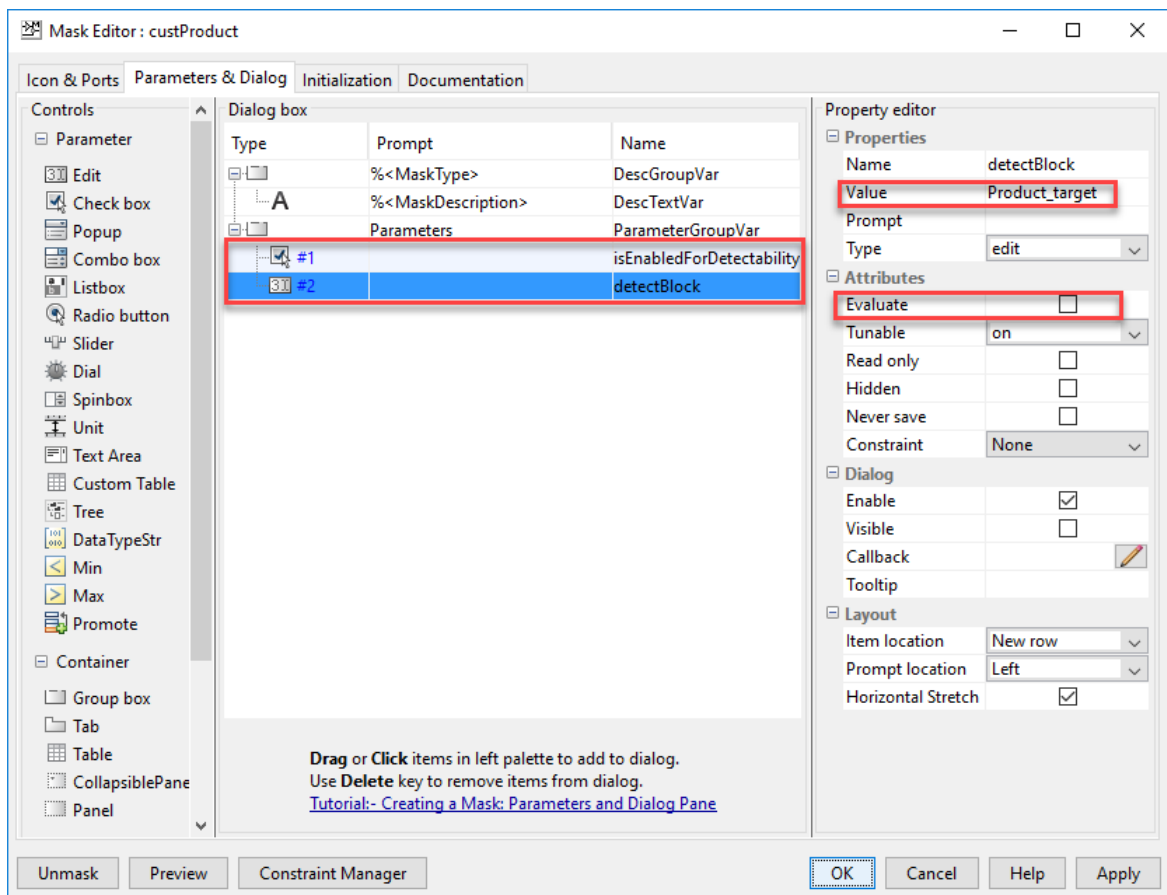 Mask Editor : custProduct
Icon & Ports Parameters & Dialog Initialization Documentation
Controls
Parameter
Edit
Check box
Popup
Combo box
Listbox
Radio button
Slider
Dial
Spinbox
Unit
Text Area
Custom Table
Tree
DataTypeStr
Min
Max
Promote
Container
Group box
Tab
Table
CollapsiblePane
Panel
Dialog box
Type Prompt Name
%<MaskType> DescGroupVar
A %<MaskDescription> DescTextVar
Parameters ParameterGroupVar
#1 isEnabledForDetectability
#2 detectBlock
Drag or Click items in left palette to add to dialog.
Use Delete key to remove items from dialog.
Tutorial:- Creating a Mask: Parameters and Dialog Pane
Property editor
Properties
Name detectBlock
Value Product_target
Prompt
Type edit
Attributes
Evaluate
Tunable on
Read only
Hidden
Never save
Constraint None
Dialog
Enable
Visible
Callback
Tooltip
Layout
Item location New row
Prompt location Left
Horizontal Stretch
Unmask Preview Constraint Manager OK Cancel Help Apply